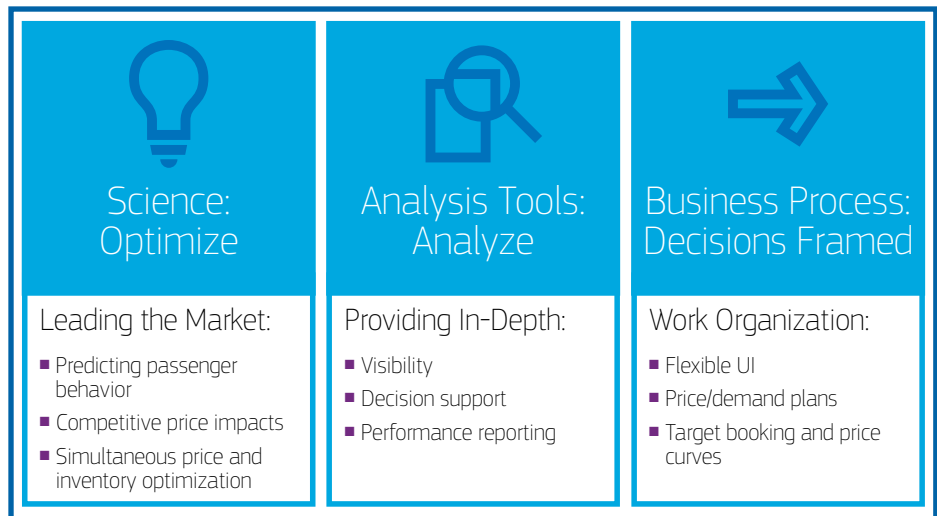 Science:
Optimize
Leading the Market:
■ Predicting passenger
behavior
■ Competitive price impacts
■ Simultaneous price and
inventory optimization
Analysis Tools:
Analyze
Providing In-Depth:
■ Visibility
■ Decision support
■ Performance reporting
Business Process:
Decisions Framed
Work Organization:
■ Flexible UI
■ Price/demand plans
■ Target booking and price
curves